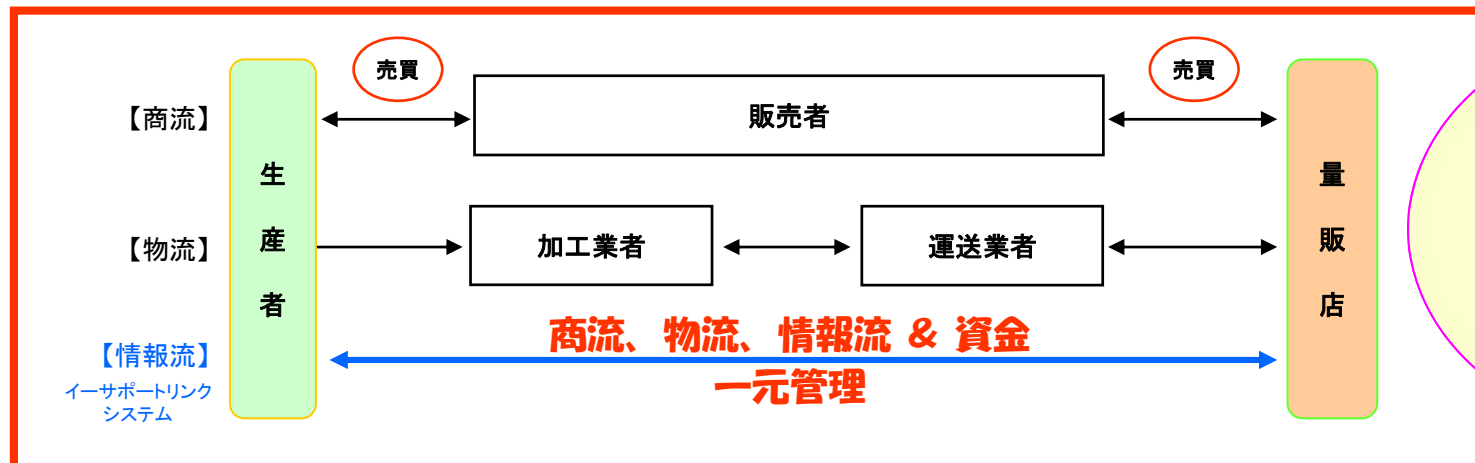 売買
売買
【商流】
販売者
生産者
量販店
【物流】
加工業者
運送業者
商流、物流、情報流 & 資金
一元管理
【情報流】
イーサポートリンク
システム